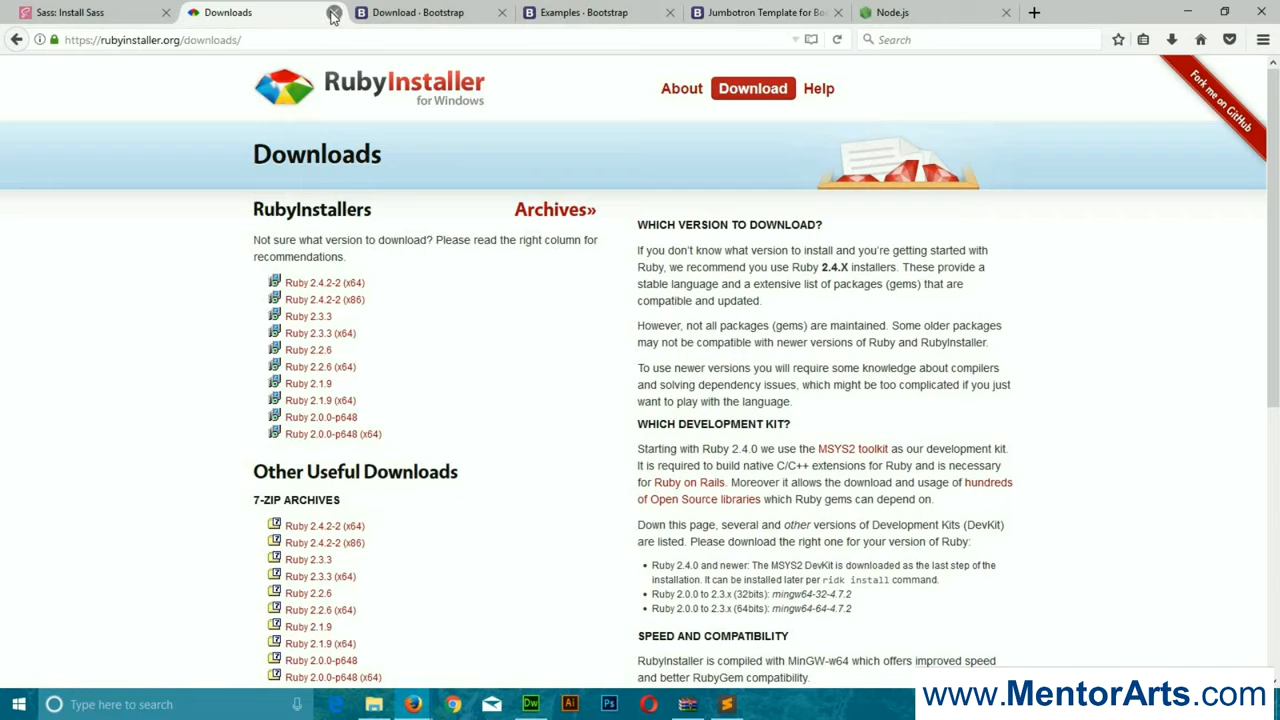 Sass: Install Sass
Downloads
Download · Bootstrap
Examples · Bootstrap
Jumbotron Template for Bo
Node.js
https://rubyinstaller.org/downloads/
Search
RubyInstaller
for Windows
About
Download
Help
Fork me on GitHub
Downloads
RubyInstallers
Archives»
Not sure what version to download? Please read the right column for
recommendations.
Ruby 2.4.2-2 (x64)
Ruby 2.4.2-2 (x86)
Ruby 2.3.3
Ruby 2.3.3 (x64)
Ruby 2.2.6
Ruby 2.2.6 (x64)
Ruby 2.1.9
Ruby 2.1.9 (x64)
Ruby 2.0.0-p648
Ruby 2.0.0-p648 (x64)
Other Useful Downloads
7-ZIP ARCHIVES
Ruby 2.4.2-2 (x64)
Ruby 2.4.2-2 (x86)
Ruby 2.3.3
Ruby 2.3.3 (x64)
Ruby 2.2.6
Ruby 2.2.6 (x64)
Ruby 2.1.9
Ruby 2.1.9 (x64)
Ruby 2.0.0-p648
Ruby 2.0.0-p648 (x64)
WHICH VERSION TO DOWNLOAD?
If you don't know what version to install and you're getting started with
Ruby, we recommend you use Ruby 2.4.X installers. These provide a
stable language and a extensive list of packages (gems) that are
compatible and updated.
However, not all packages (gems) are maintained. Some older packages
may not be compatible with newer versions of Ruby and RubyInstaller.
To use newer versions you will require some knowledge about compilers
and solving dependency issues, which might be too complicated if you just
want to play with the language.
WHICH DEVELOPMENT KIT?
Starting with Ruby 2.4.0 we use the MSYS2 toolkit as our development kit.
It is required to build native C/C++ extensions for Ruby and is necessary
for Ruby on Rails. Moreover it allows the download and usage of hundreds
of Open Source libraries which Ruby gems can depend on.
Down this page, several and other versions of Development Kits (DevKit)
are listed. Please download the right one for your version of Ruby:
• Ruby 2.4.0 and newer: The MSYS2 DevKit is downloaded as the last step of the
installation. It can be installed later per ridk install command.
• Ruby 2.0.0 to 2.3.x (32bits): mingw64-32-4.7.2
• Ruby 2.0.0 to 2.3.x (64bits): mingw64-64-4.7.2
SPEED AND COMPATIBILITY
RubyInstaller is compiled with MinGW-w64 which offers improved speed
and better RubyGem compatibility.
Type here to search
Dw
Ai
Ps
www.MentorArts.com